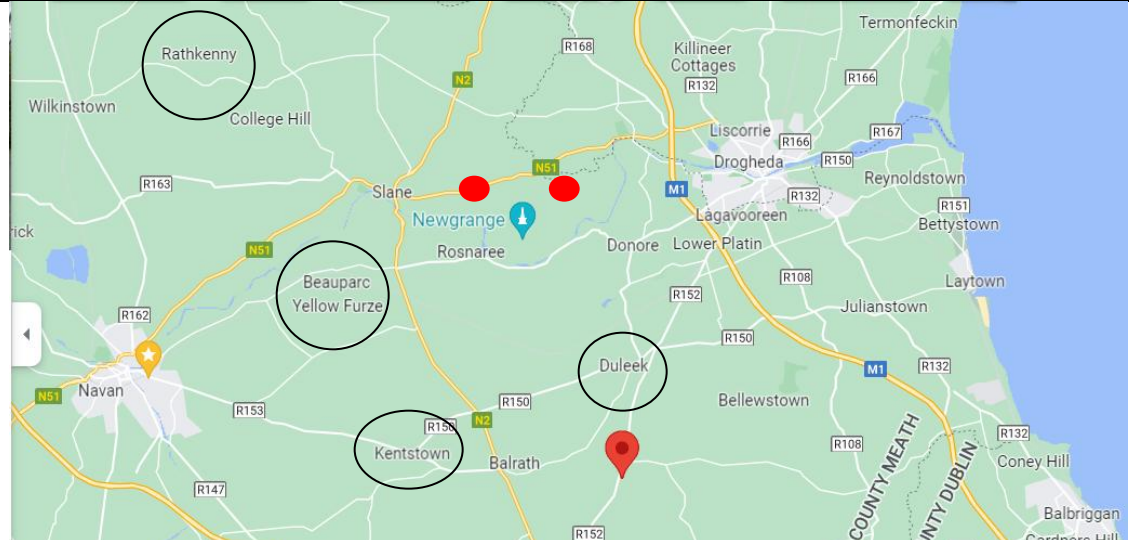 Termonfeckin
Rathkenny
R168
Killineer
Cottages
N2
R166
R132
Wilkinstown
College Hill
Liscorrie
R167
R166
Drogheda
R150
N51
R163
Reynoldstown
Slane
M1
R132
R151
Newgrange
Lagavooreen
Bettystown
rick
Rosnaree
Donore
Lower Platin
N51
R108
Beauparc
Laytown
R152
Yellow Furze
Julianstown
R162
R150
Duleek
M1
R132
Navan
N51
R153
R150
Bellewstown
N2
R150
R132
R108
Kentstown
Balrath
Coney Hill
R147
COUNTY MEATH
NTY DUBLIN
Balbriggan
R152